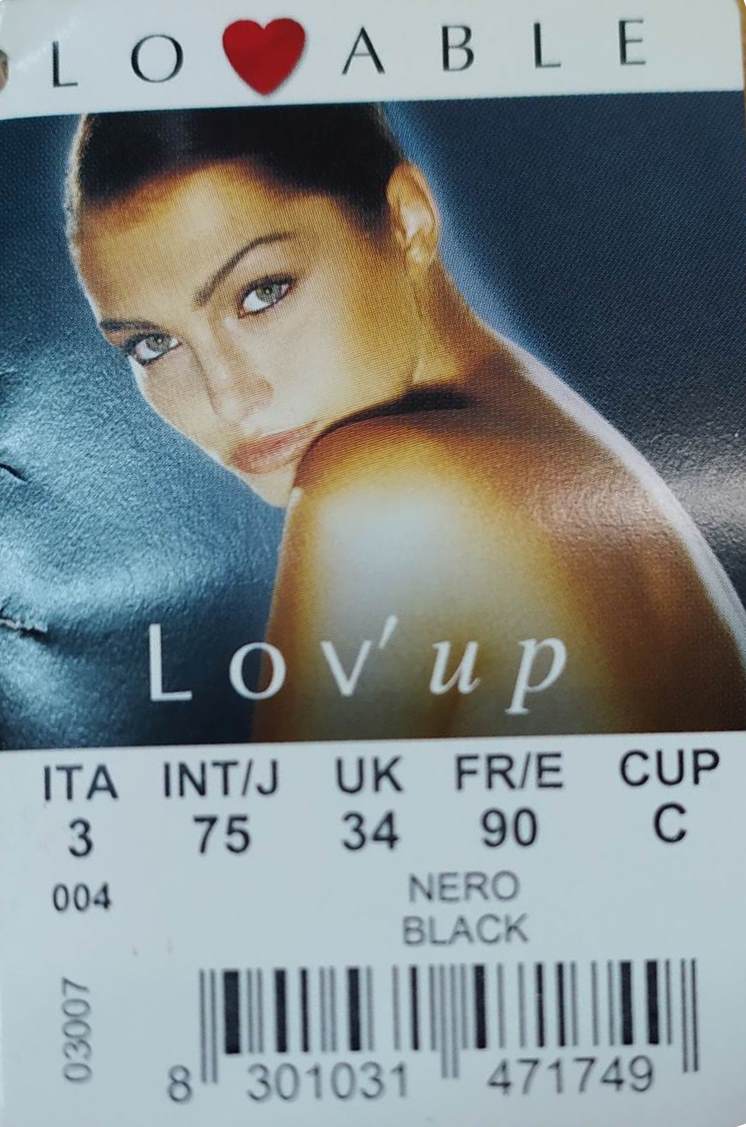 LO❤ABLE
Lov'up
ITA INT/J UK FR/E CUP
3 75 34 90 C
004 NERO
BLACK
03007
8 301031 471749